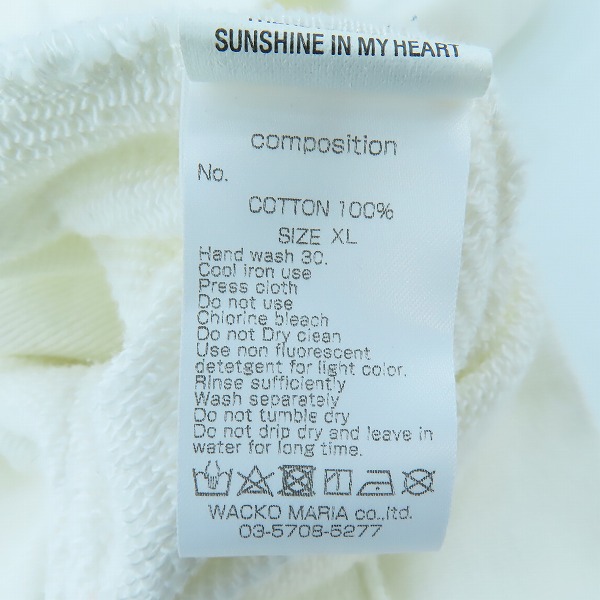 SUNSHINE IN MY HEART
composition
No.
COTTON 100%
SIZE XL
Hand wash 30.
Cool iron use
Press cloth
Do not use
Chlorine bleach
Do not Dry clean
Use non fluorescent
detetgent for light color.
Rinse sufficiently
Wash separately
Do not tumble dry
Do not drip dry and leave in
water for long time.
WACKO MARIA co.,ltd.
03-5708-5277